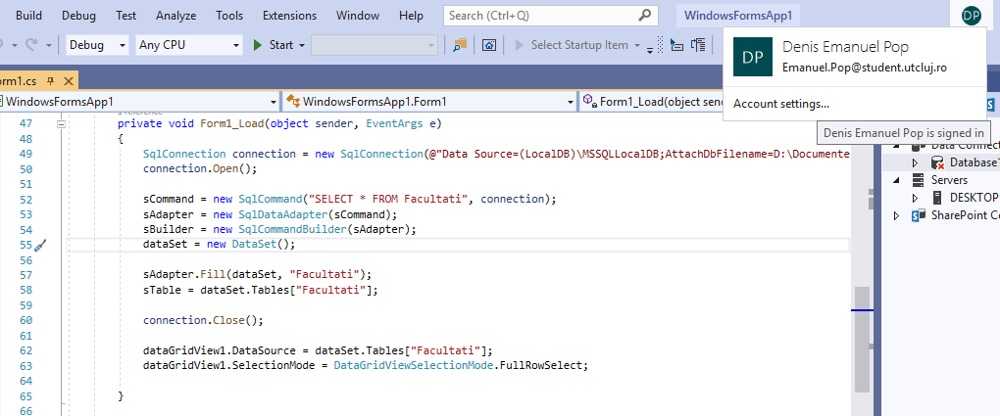 Build Debug Test Analyze Tools Extensions Window Help Search (Ctrl+Q) WindowsFormsApp1 DP
Debug Any CPU Start Select Startup Item
DP
Denis Emanuel Pop
Emanuel.Pop@student.utcluj.ro
Account settings...
Denis Emanuel Pop is signed in
WindowsFormsApp1 WindowsFormsApp1.Form1 Form1_Load(object
47 private void Form1_Load(object sender, EventArgs e)
48 {
49 SqlConnection connection = new SqlConnection(@"Data Source=(LocalDB)\MSSQLLocalDB;AttachDbFilename=D:\Documente
50 connection.Open();
51
52 sCommand = new SqlCommand("SELECT * FROM Facultati", connection);
53 sAdapter = new SqlDataAdapter(sCommand);
54 sBuilder = new SqlCommandBuilder(sAdapter);
55 dataSet = new DataSet();
56
57 sAdapter.Fill(dataSet, "Facultati");
58 sTable = dataSet.Tables["Facultati"];
59
60 connection.Close();
61
62 dataGridView1.DataSource = dataSet.Tables["Facultati"];
63 dataGridView1.SelectionMode = DataGridViewSelectionMode.FullRowSelect;
64
65 }
66
Data Connect
Database1
Servers
DESKTOP
SharePoint Co